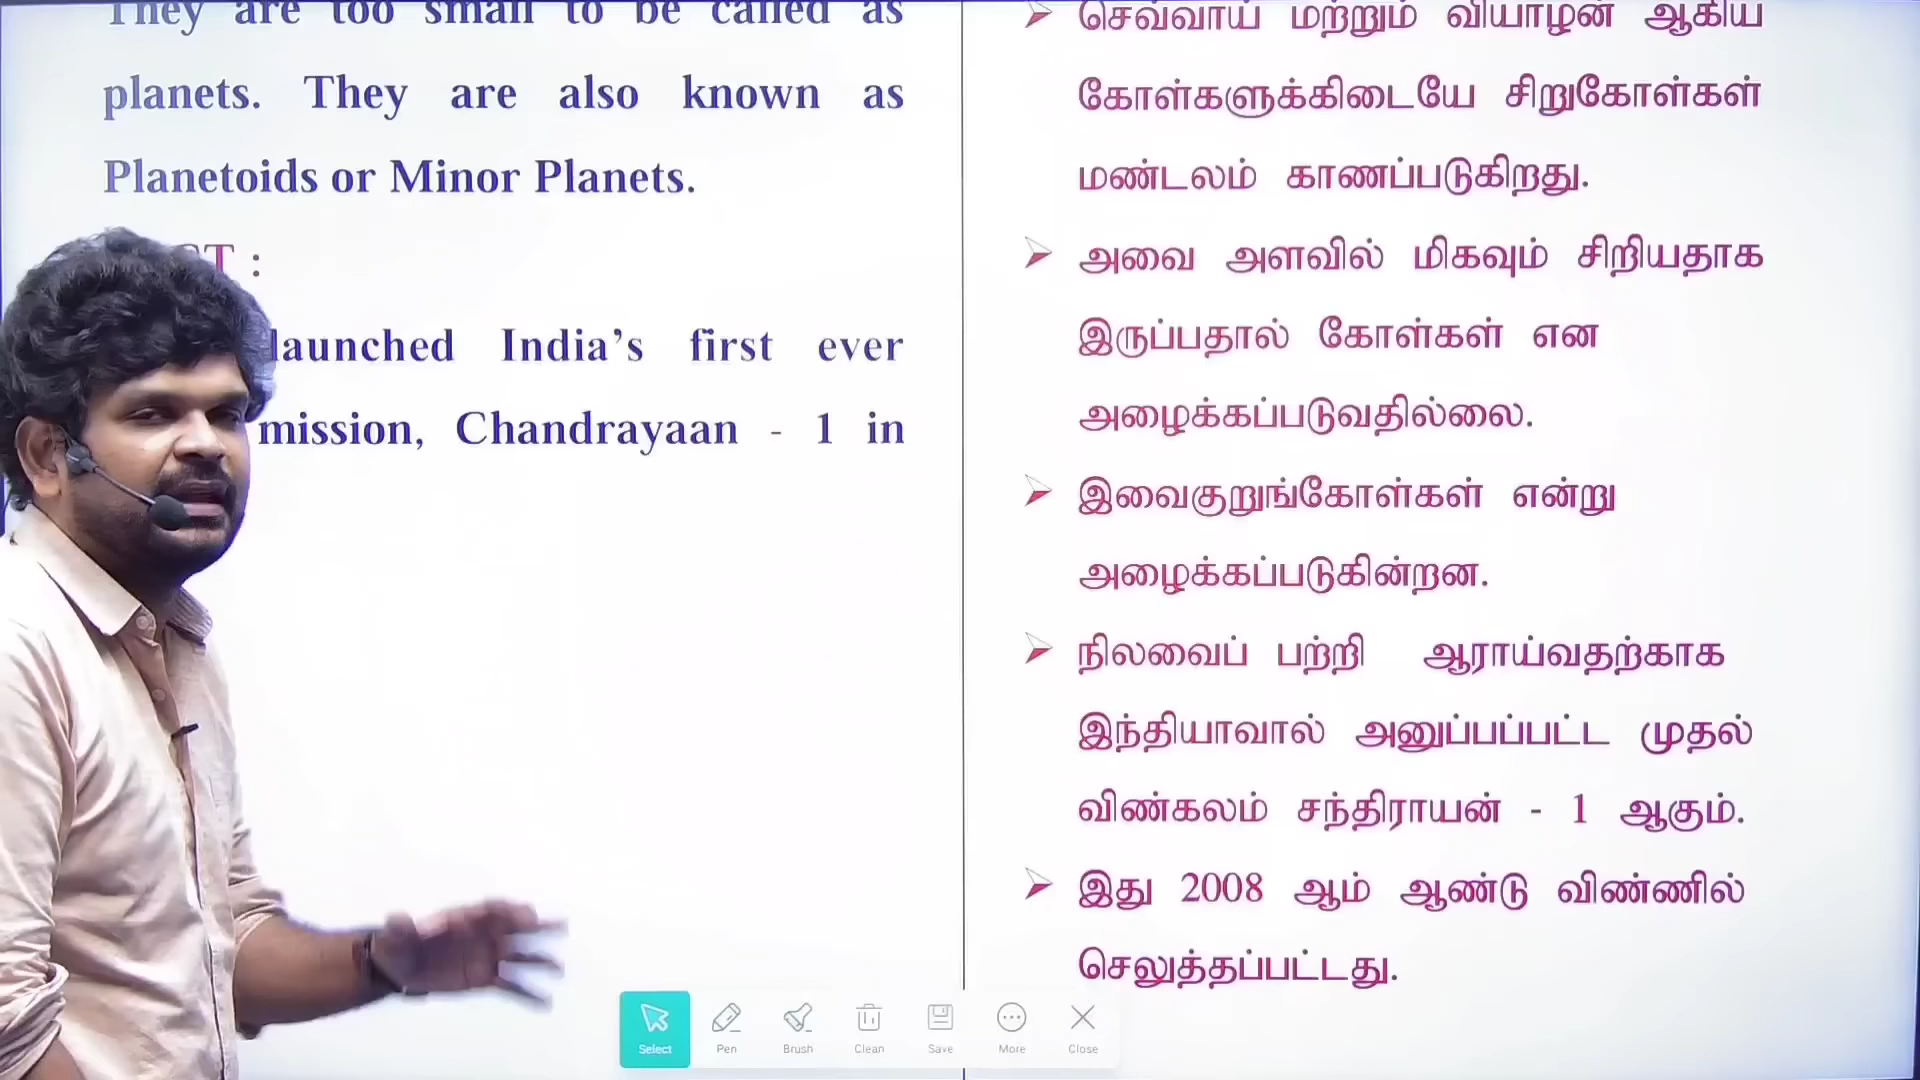 They are too small to be called as
planets. They are also known as
Planetoids or Minor Planets.
:
launched India’s first ever
mission, Chandrayaan - 1 in
➢ செவ்வாய் மற்றும் வியாழன் ஆகிய
கோள்களுக்கிடையே சிறுகோள்கள்
மண்டலம் காணப்படுகிறது.
➢ அவை அளவில் மிகவும் சிறியதாக
இருப்பதால் கோள்கள் என
அழைக்கப்படுவதில்லை.
➢ இவைகுறுங்கோள்கள் என்று
அழைக்கப்படுகின்றன.
➢ நிலவைப் பற்றி ஆராய்வதற்காக
இந்தியாவால் அனுப்பப்பட்ட முதல்
விண்கலம் சந்திராயன் - 1 ஆகும்.
➢ இது 2008 ஆம் ஆண்டு விண்ணில்
செலுத்தப்பட்டது.
Select Pen Brush Clean Save More Close